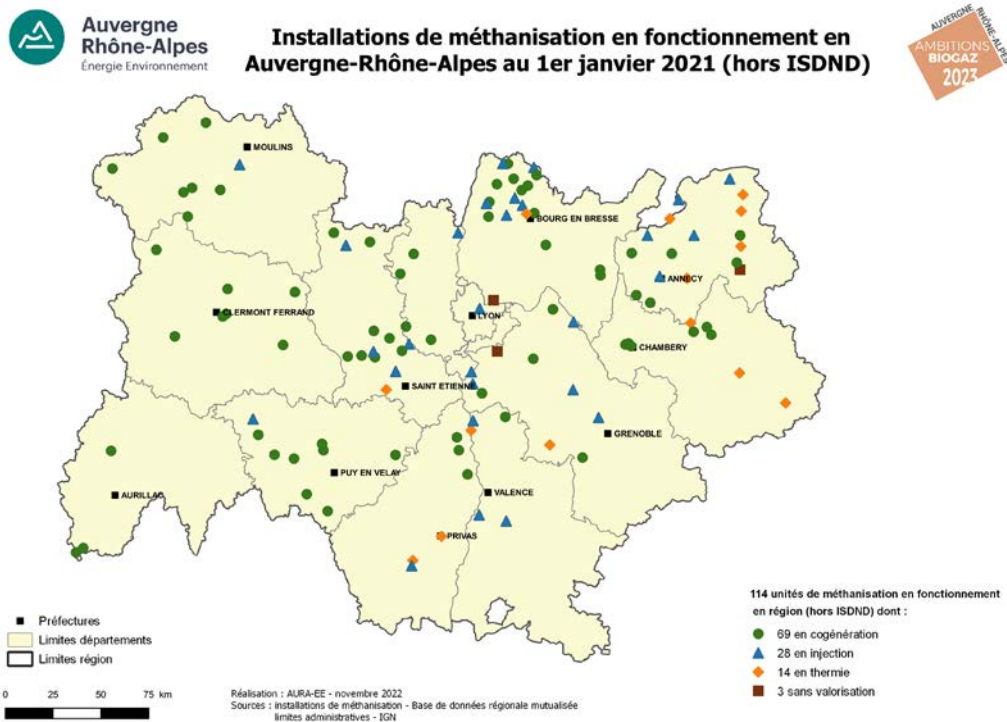 Auvergne
Rhône-Alpes
Énergie Environnement
Installations de méthanisation en fonctionnement en
Auvergne-Rhône-Alpes au 1er janvier 2021 (hors ISDND)
AUVERGNE
RHÔNE-ALPES
AMBITIONS
BIOGAZ
2023
MOULINS
BOURG EN BRESSE
ANNECY
CLERMONT FERRAND
LYON
CHAMBERY
SAINT ETIENNE
GRENOBLE
PUY EN VELAY
AURILLAC
VALENCE
PRIVAS
Préfectures
Limites départements
Limites région
0 25 50 75 km
Réalisation : AURA-EE - novembre 2022
Sources : installations de méthanisation - Base de données régionale mutualisée
limites administratives - IGN
114 unités de méthanisation en fonctionnement
en région (hors ISDND) dont :
69 en cogénération
28 en injection
14 en thermie
3 sans valorisation